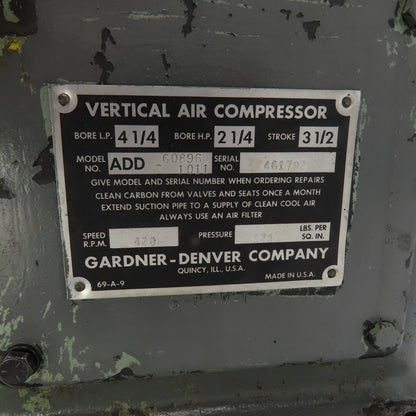 VERTICAL AIR COMPRESSOR
BORE L.P. 4 1/4 BORE H.P. 2 1/4 STROKE 3 1/2
MODEL NO. ADD 60896 1011 SERIAL NO.
GIVE MODEL AND SERIAL NUMBER WHEN ORDERING REPAIRS
CLEAN CARBON FROM VALVES AND SEATS ONCE A MONTH
EXTEND SUCTION PIPE TO A SUPPLY OF CLEAN COOL AIR
ALWAYS USE AN AIR FILTER
SPEED R.P.M. PRESSURE LBS. PER SQ. IN.
GARDNER-DENVER COMPANY
QUINCY, ILL., U.S.A.
69-A-9 MADE IN U.S.A.